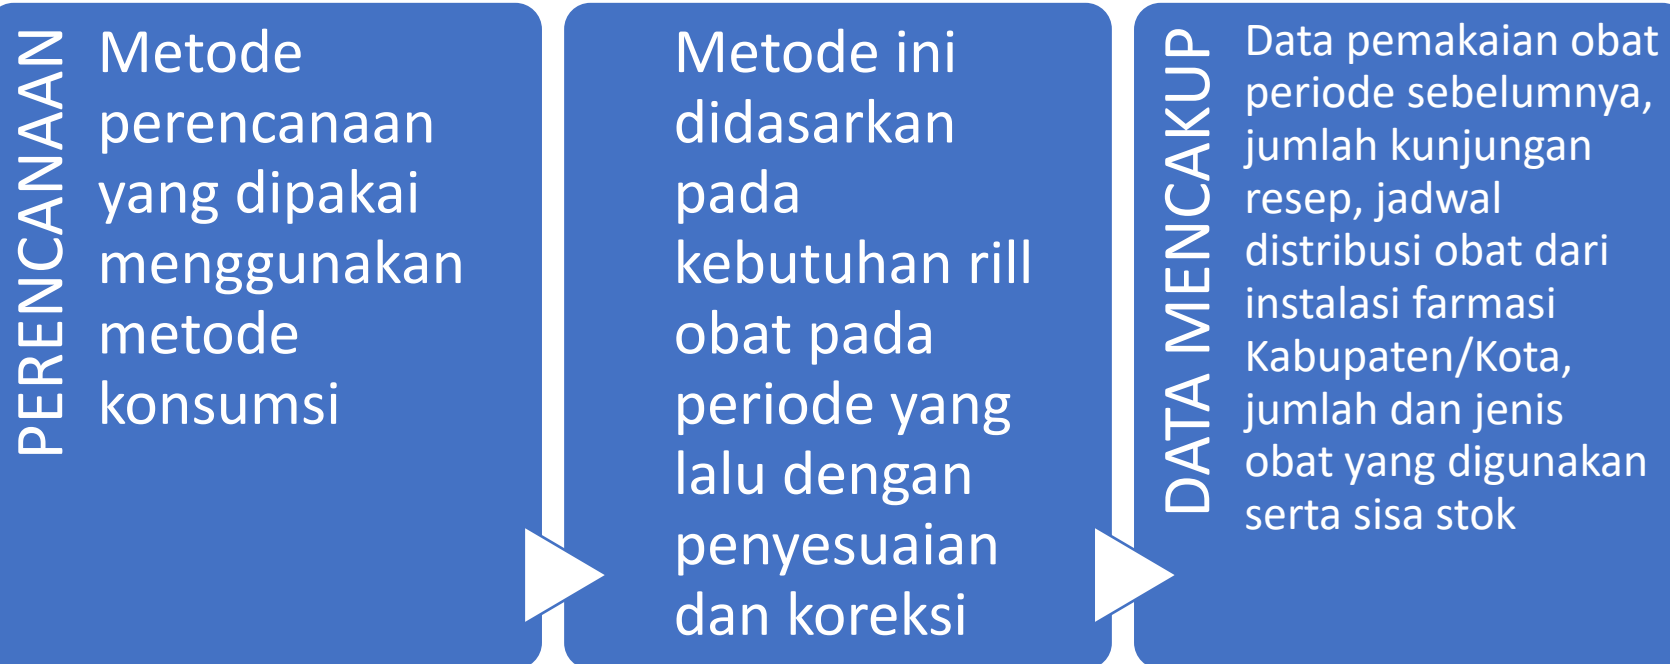 PERENCANAAN
Metode
perencanaan
yang dipakai
menggunakan
metode
konsumsi
Metode ini
didasarkan
pada
kebutuhan rill
obat pada
periode yang
lalu dengan
penyesuaian
dan koreksi
DATA MENCAKUP
Data pemakaian obat
periode sebelumnya,
jumlah kunjungan
resep, jadwal
distribusi obat dari
instalasi farmasi
Kabupaten/Kota,
jumlah dan jenis
obat yang digunakan
serta sisa stok